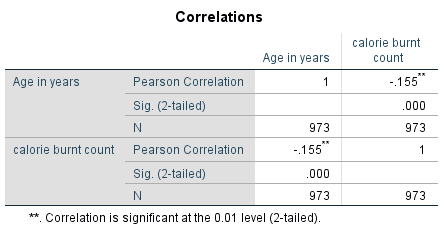 Correlations
Age in years calorie burnt count
Age in years Pearson Correlation 1 -.155**
Sig. (2-tailed) .000
N 973 973
calorie burnt count Pearson Correlation -.155** 1
Sig. (2-tailed) .000
N 973 973
**. Correlation is significant at the 0.01 level (2-tailed).